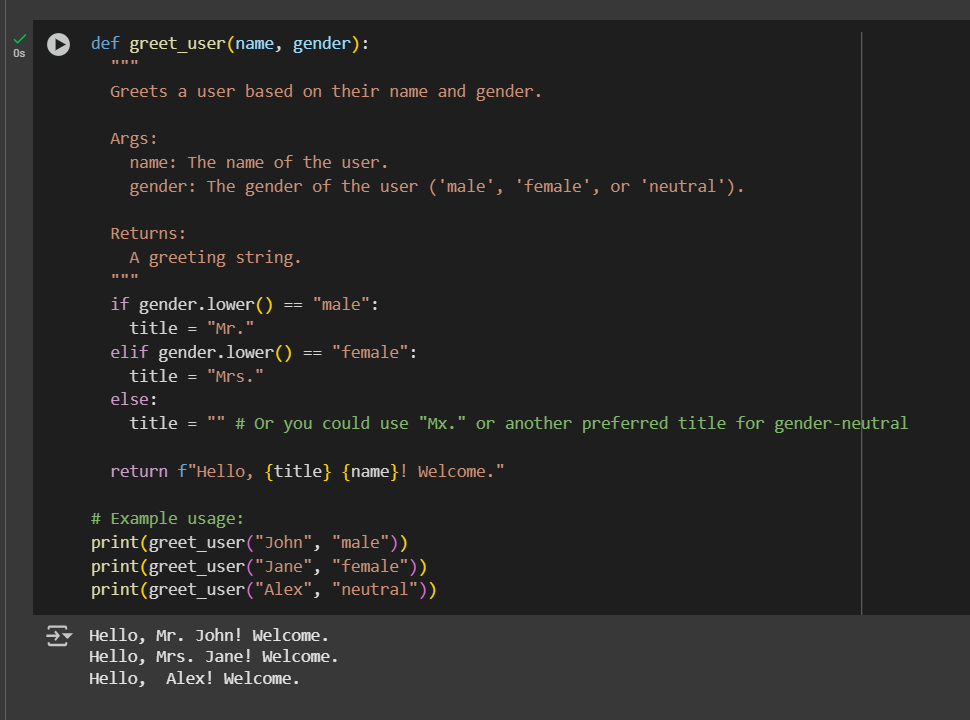 0s
def greet_user(name, gender):
  """
  Greets a user based on their name and gender.

  Args:
    name: The name of the user.
    gender: The gender of the user ('male', 'female', or 'neutral').

  Returns:
    A greeting string.
  """
  if gender.lower() == "male":
    title = "Mr."
  elif gender.lower() == "female":
    title = "Mrs."
  else:
    title = "" # Or you could use "Mx." or another preferred title for gender-neutral

  return f"Hello, {title} {name}! Welcome."

# Example usage:
print(greet_user("John", "male"))
print(greet_user("Jane", "female"))
print(greet_user("Alex", "neutral"))
Hello, Mr. John! Welcome.
Hello, Mrs. Jane! Welcome.
Hello,  Alex! Welcome.